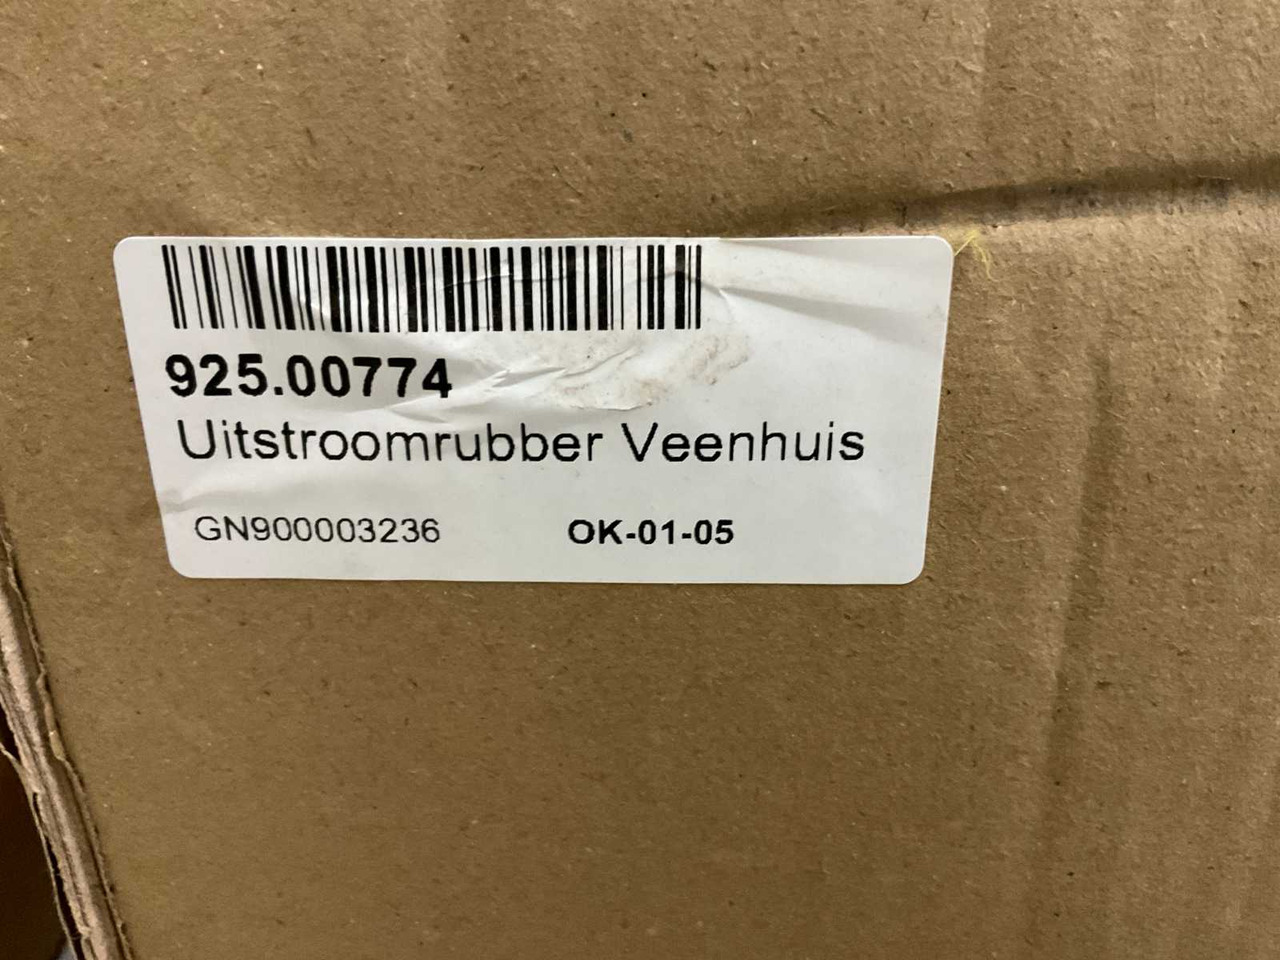 925.00774
Uitstroomrubber Veenhuis
GN900003236 OK-01-05